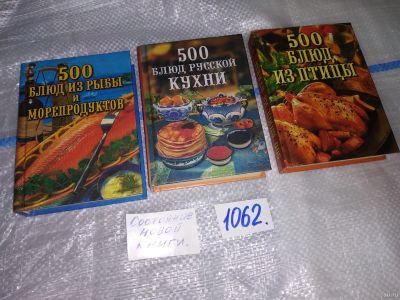 500
БЛЮД ИЗ РЫБЫ
И
МОРЕПРОДУКТОВ
500
БЛЮД РУССКОЙ
КУХНИ
500
БЛЮД
ИЗ ПТИЦЫ
Состояние
новой
книги.
1062.